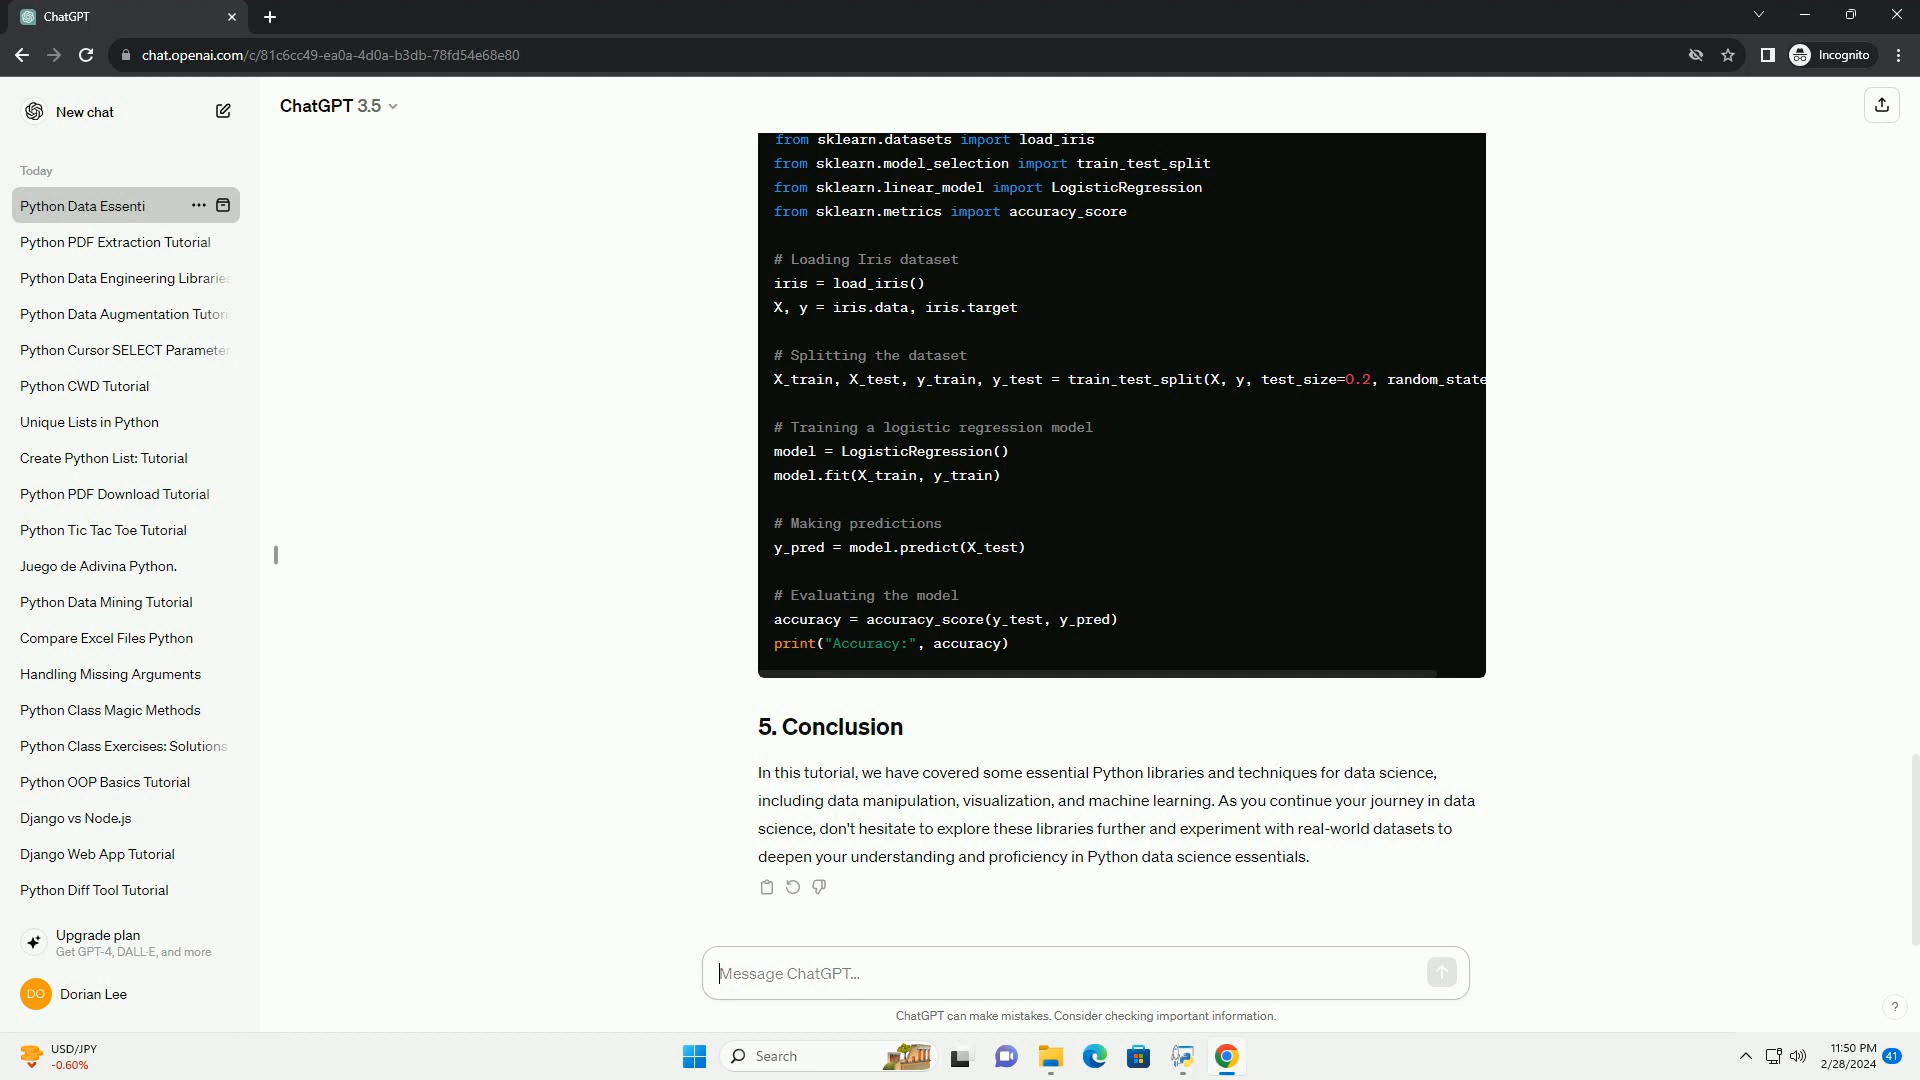 ChatGPT
chat.openai.com/c/81c6cc49-ea0a-4d0a-b3db-78fd54e68e80
Incognito
New chat
Today
Python Data Essenti
Python PDF Extraction Tutorial
Python Data Engineering Librarie
Python Data Augmentation Tutori
Python Cursor SELECT Parameter
Python CWD Tutorial
Unique Lists in Python
Create Python List: Tutorial
Python PDF Download Tutorial
Python Tic Tac Toe Tutorial
Juego de Adivina Python.
Python Data Mining Tutorial
Compare Excel Files Python
Handling Missing Arguments
Python Class Magic Methods
Python Class Exercises: Solutions
Python OOP Basics Tutorial
Django vs Node.js
Django Web App Tutorial
Python Diff Tool Tutorial
Upgrade plan
Get GPT-4, DALL·E, and more
DO
Dorian Lee
ChatGPT 3.5
from sklearn.datasets import load_iris
from sklearn.model_selection import train_test_split
from sklearn.linear_model import LogisticRegression
from sklearn.metrics import accuracy_score
# Loading Iris dataset
iris = load_iris()
X, y = iris.data, iris.target
# Splitting the dataset
X_train, X_test, y_train, y_test = train_test_split(X, y, test_size=0.2, random_state
# Training a logistic regression model
model = LogisticRegression()
model.fit(X_train, y_train)
# Making predictions
y_pred = model.predict(X_test)
# Evaluating the model
accuracy = accuracy_score(y_test, y_pred)
print("Accuracy:", accuracy)
5. Conclusion
In this tutorial, we have covered some essential Python libraries and techniques for data science,
including data manipulation, visualization, and machine learning. As you continue your journey in data
science, don't hesitate to explore these libraries further and experiment with real-world datasets to
deepen your understanding and proficiency in Python data science essentials.
Message ChatGPT...
ChatGPT can make mistakes. Consider checking important information.
?
USD/JPY
-0.60%
Search
11:50 PM
2/28/2024
41